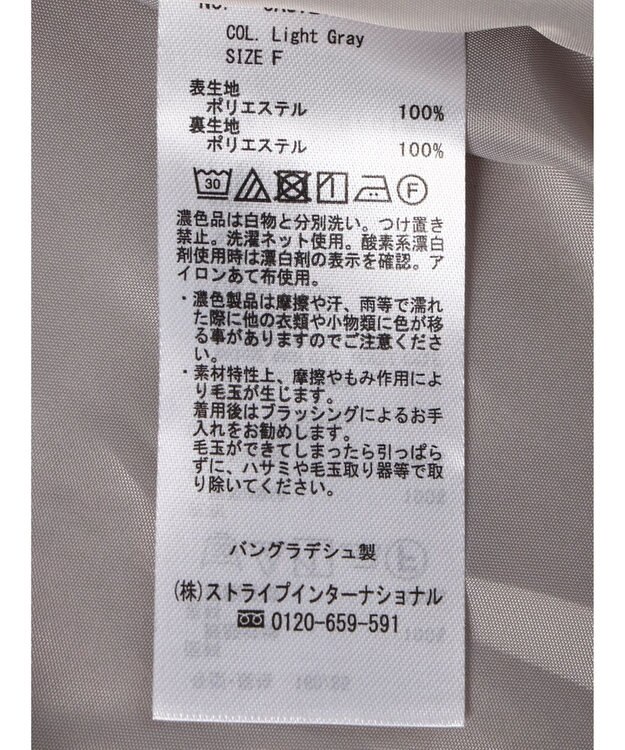 COL. Light Gray
SIZE F
表生地
ポリエステル 100%
裏生地
ポリエステル 100%
30 F
濃色品は白物と分別洗い。つけ置き
禁止。洗濯ネット使用。酸素系漂白
剤使用時は漂白剤の表示を確認。ア
イロンあて布使用。
・濃色製品は摩擦や汗、雨等で濡れ
た際に他の衣類や小物類に色が移
る事がありますのでご注意くださ
い。
・素材特性上、摩擦やもみ作用によ
り毛玉が生じます。
着用後はブラッシングによるお手
入れをお勧めします。
毛玉ができてしまったら引っぱら
ずに、ハサミや毛玉取り器等で取
り除いてください。
バングラデシュ製
(株)ストライプインターナショナル
0120-659-591